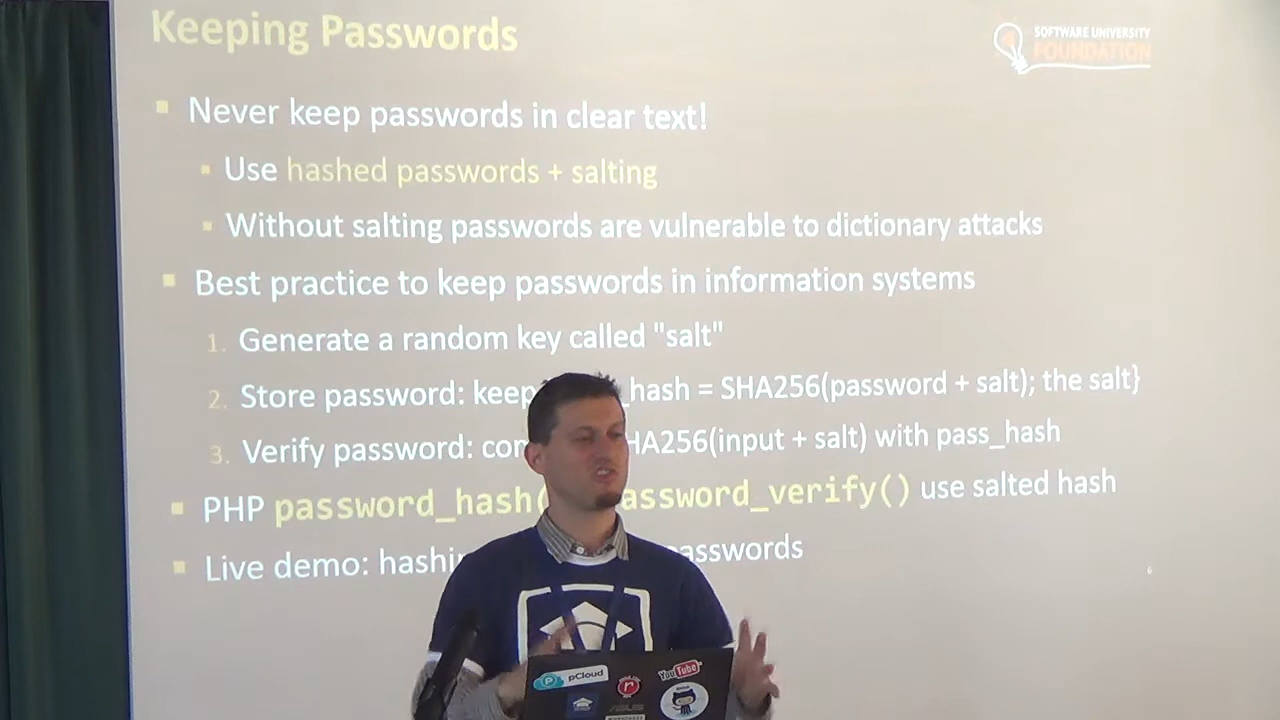 Keeping Passwords
SOFTWARE UNIVERSITY
FOUNDATION
Never keep passwords in clear text!
Use hashed passwords + salting
Without salting passwords are vulnerable to dictionary attacks
Best practice to keep passwords in information systems
1. Generate a random key called "salt"
2. Store password: keep _hash = SHA256(password + salt); the salt}
3. Verify password: com HA256(input + salt) with pass_hash
PHP password_hash( assword_verify() use salted hash
Live demo: hashi passwords
6
pCloud
YouTube
r
ASUS